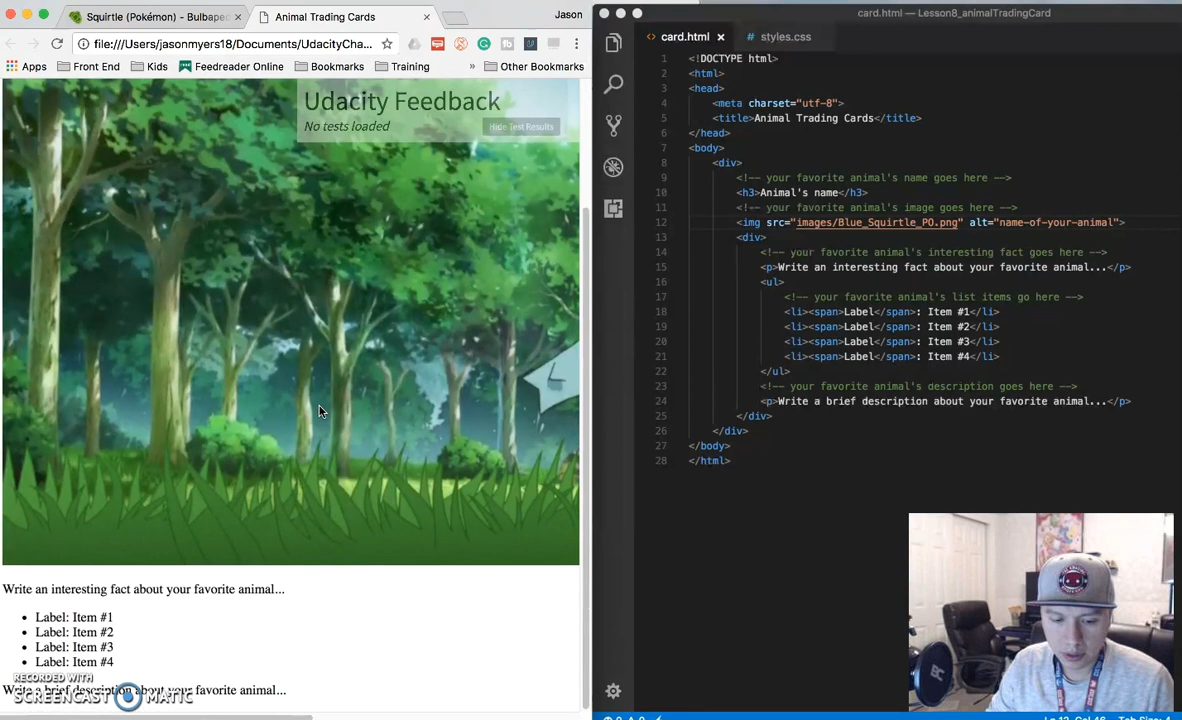 Squirtle (Pokémon) - Bulbaped
Animal Trading Cards
Jason
file:///Users/jasonmyers18/Documents/UdacityCha...
Apps
Front End
Kids
Feedreader Online
Bookmarks
Training
»
Other Bookmarks
Udacity Feedback
No tests loaded
Hide Test Results
Write an interesting fact about your favorite animal...
• Label: Item #1
• Label: Item #2
• Label: Item #3
• Label: Item #4
Write a brief description about your favorite animal...
RECORDED WITH
SCREENCAST MATIC
card.html — Lesson8_animalTradingCard
card.html
# styles.css
1 <!DOCTYPE html>
2 <html>
3 <head>
4 <meta charset="utf-8">
5 <title>Animal Trading Cards</title>
6 </head>
7 <body>
8 <div>
9 <!-- your favorite animal's name goes here -->
10 <h3>Animal's name</h3>
11 <!-- your favorite animal's image goes here -->
12 <img src="images/Blue_Squirtle_PO.png" alt="name-of-your-animal">
13 <div>
14 <!-- your favorite animal's interesting fact goes here -->
15 <p>Write an interesting fact about your favorite animal...</p>
16 <ul>
17 <!-- your favorite animal's list items go here -->
18 <li><span>Label</span>: Item #1</li>
19 <li><span>Label</span>: Item #2</li>
20 <li><span>Label</span>: Item #3</li>
21 <li><span>Label</span>: Item #4</li>
22 </ul>
23 <!-- your favorite animal's description goes here -->
24 <p>Write a brief description about your favorite animal...</p>
25 </div>
26 </div>
27 </body>
28 </html>